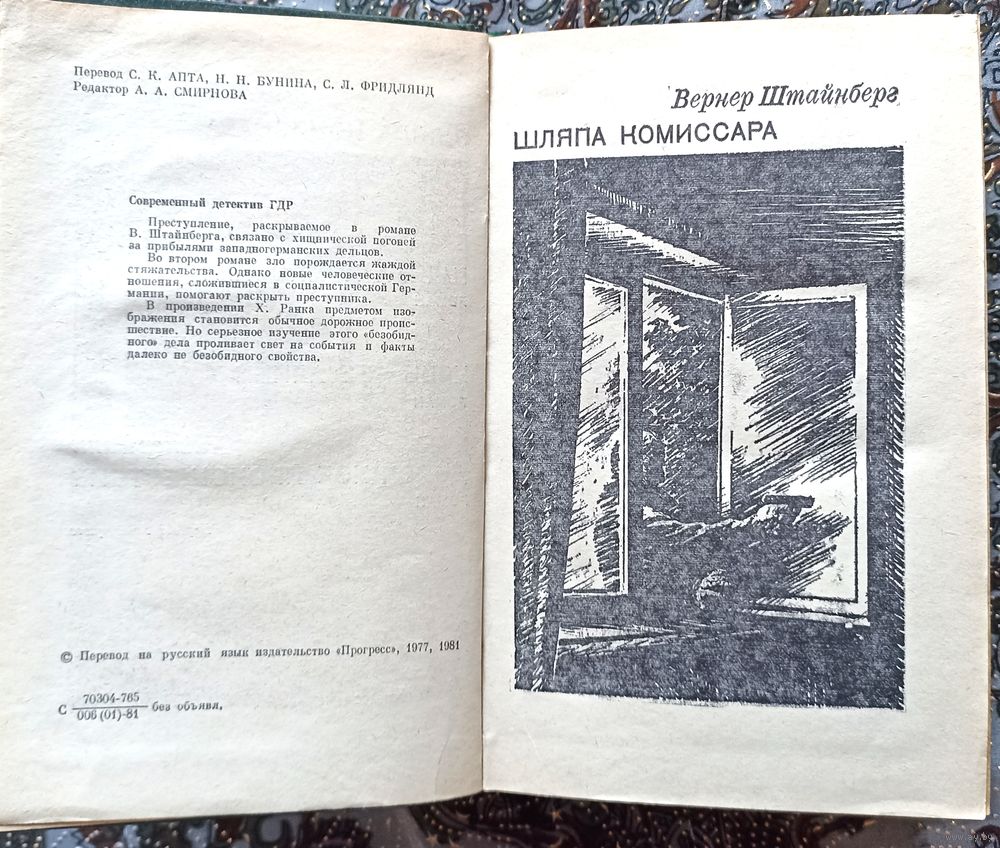 Перевод С. К. АПТА, Н. Н. БУНИНА, С. Л. ФРИДЛЯНД
Редактор А. А. СМИРНОВА
Современный детектив ГДР
Преступление, раскрываемое в романе
В. Штайнберга, связано с хищнической погоней
за прибылями западногерманских дельцов.
Во втором романе зло порождается жаждой
стяжательства. Однако новые человеческие от-
ношения, сложившиеся в социалистической Гер-
мании, помогают раскрыть преступника.
В произведении Х. Ранка предметом изо-
бражения становится обычное дорожное проис-
шествие. Но серьезное изучение этого «безобид-
ного» дела проливает свет на события и факты
далеко не безобидного свойства.
© Перевод на русский язык издательство «Прогресс», 1977, 1981
70304-765
С
006(01)-81
без объявл.
Вернер Штайнберг
ШЛЯПА КОМИССАРА
www.ay.by